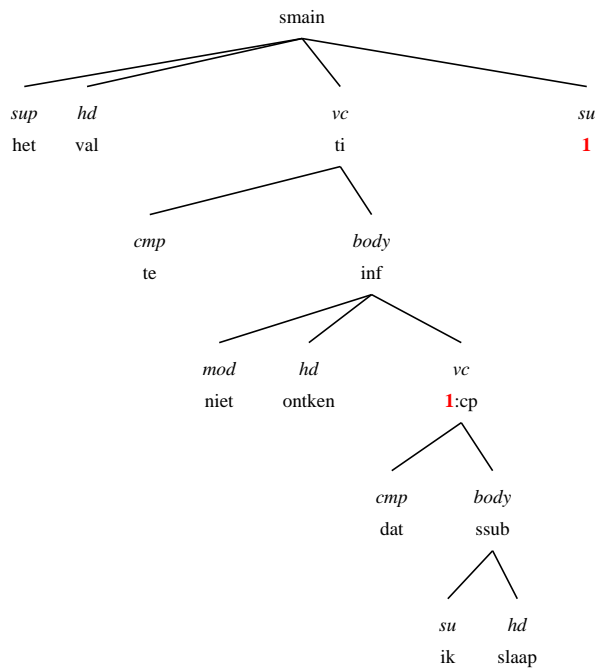 smain
sup hd vc su
het val ti 1
cmp body
te inf
mod hd vc
niet ontken 1:cp
cmp body
dat ssub
su hd
ik slaap